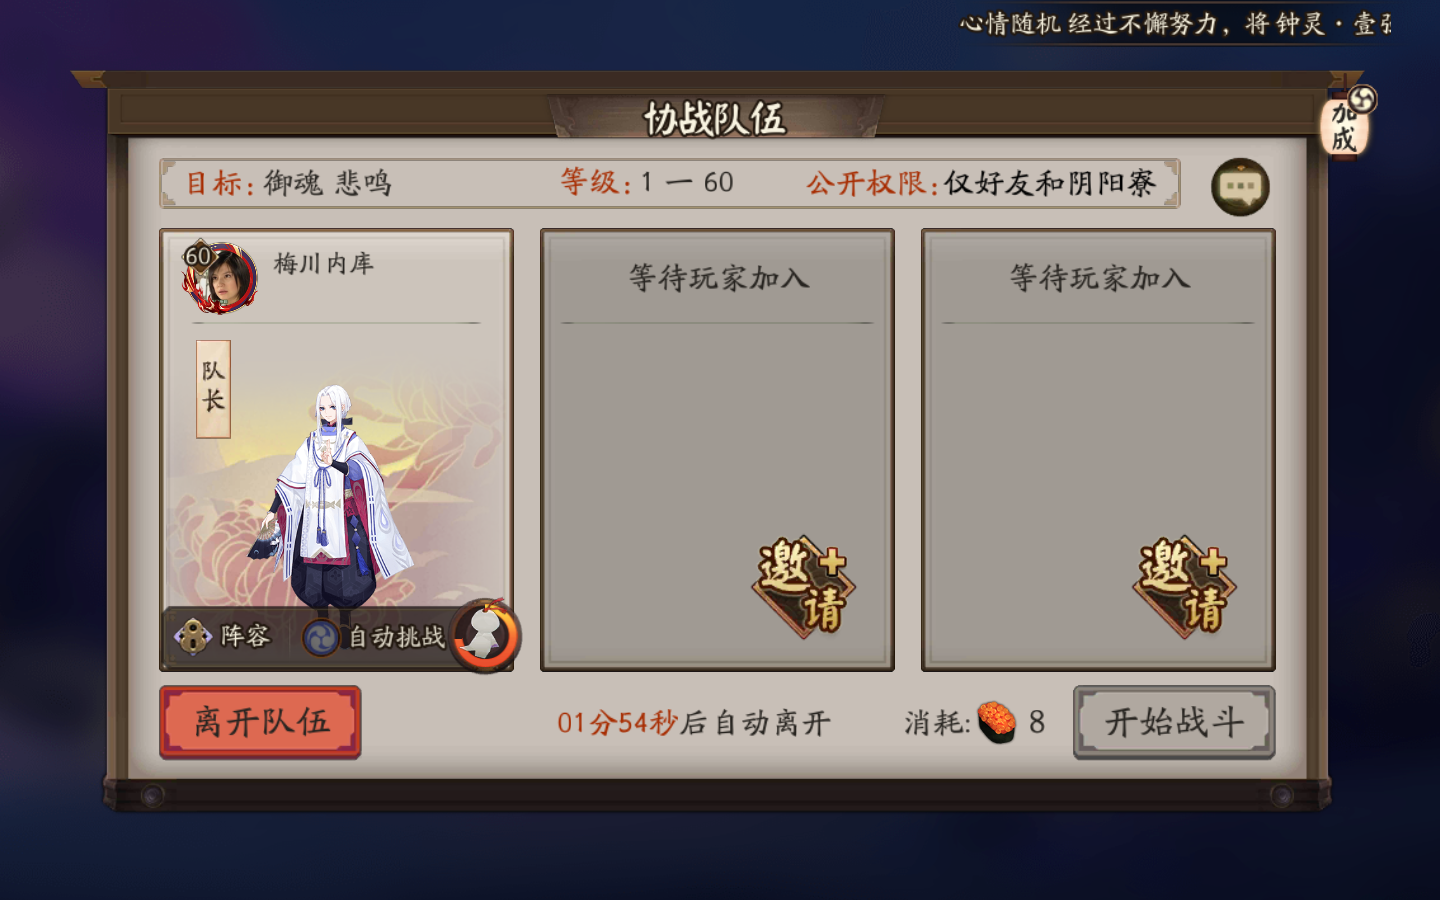 心情随机 经过不懈努力，将 钟灵·壹
协战队伍
加成
目标：御魂 悲鸣
等级：1 一 60
公开权限：仅好友和阴阳寮
60
梅川内库
等待玩家加入
等待玩家加入
队长
邀请
邀请
阵容
自动挑战
离开队伍
01分54秒后自动离开
消耗: 8
开始战斗